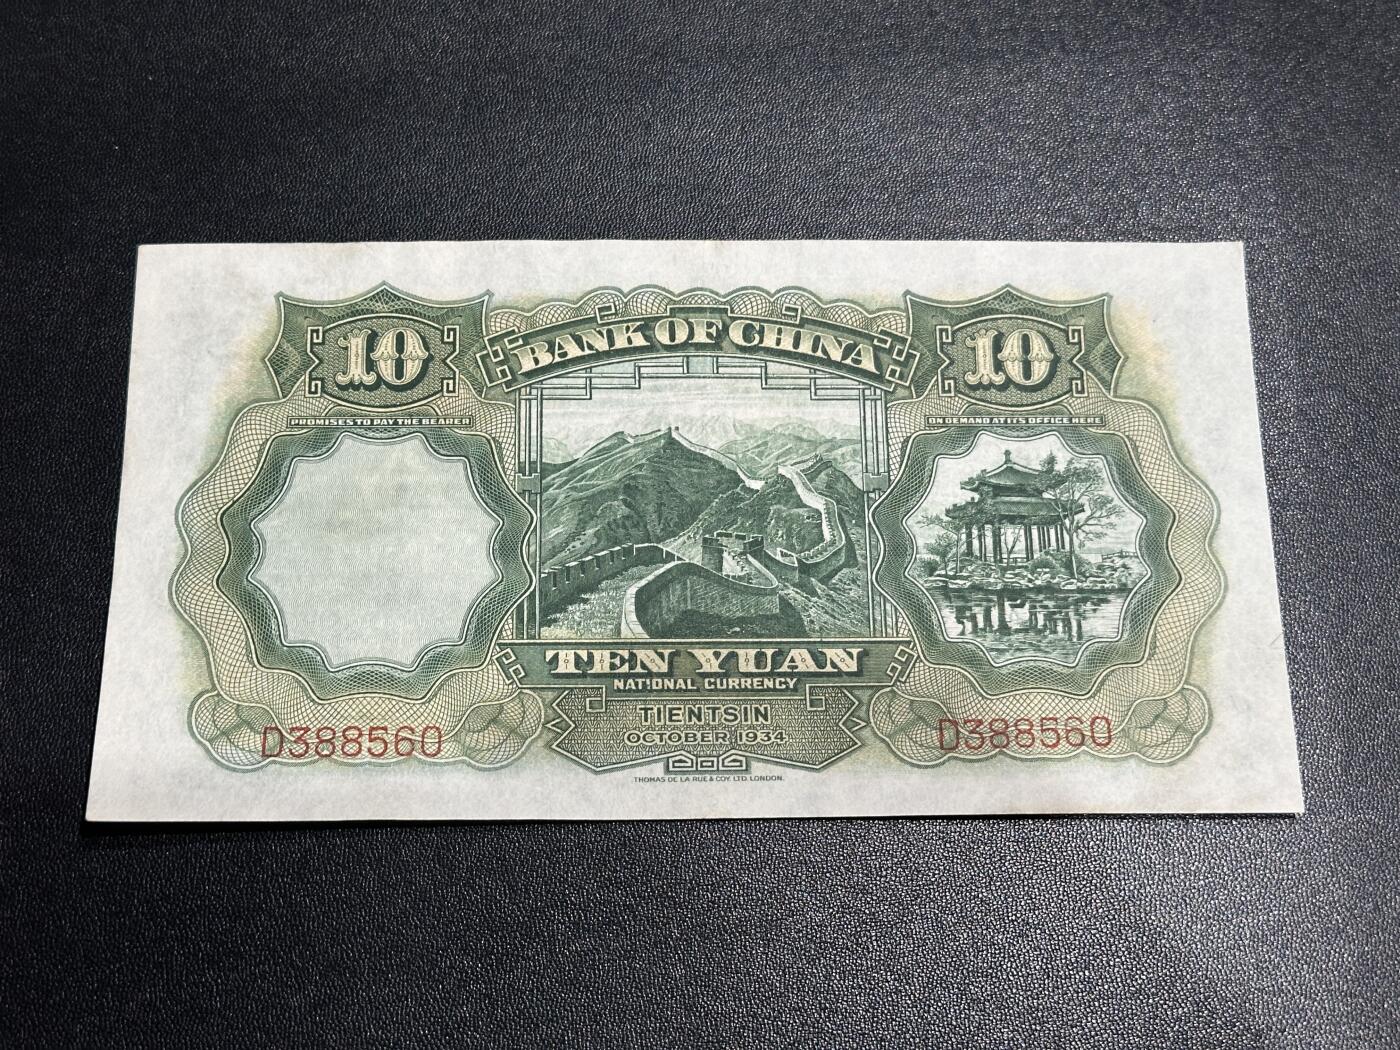 BANK OF CHINA
10
10
PROMISES TO PAY THE BEARER
ON DEMAND AT ITS OFFICE HERE
TEN YUAN
NATIONAL CURRENCY
TIENTSIN
OCTOBER 1934
D388560
D388560
THOMAS DE LA RUE & COY. LTD. LONDON.